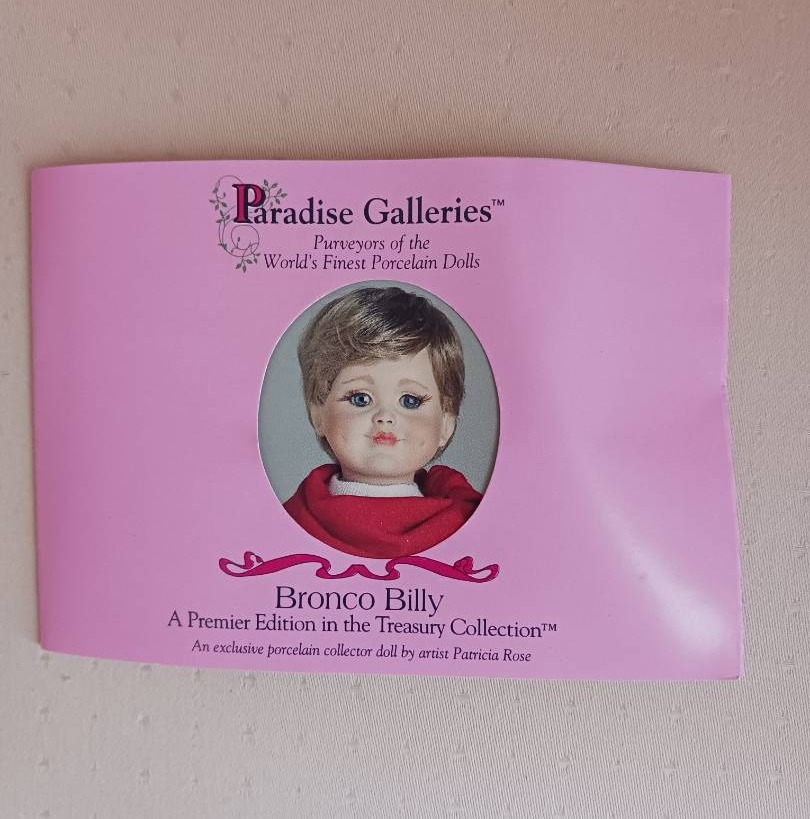 Paradise Galleries™
Purveyors of the
World's Finest Porcelain Dolls
Bronco Billy
A Premier Edition in the Treasury Collection™
An exclusive porcelain collector doll by artist Patricia Rose